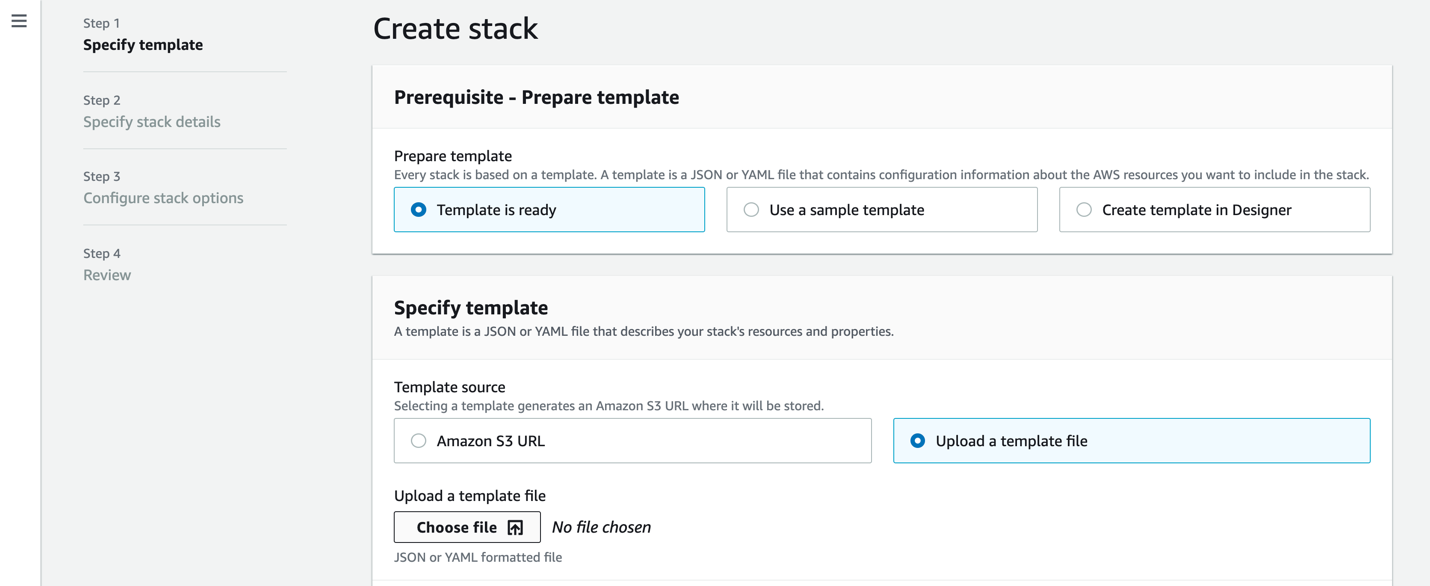 Step 1
Specify template
Step 2
Specify stack details
Step 3
Configure stack options
Step 4
Review
Create stack
Prerequisite - Prepare template
Prepare template
Every stack is based on a template. A template is a JSON or YAML file that contains configuration information about the AWS resources you want to include in the stack.
Template is ready
Use a sample template
Create template in Designer
Specify template
A template is a JSON or YAML file that describes your stack's resources and properties.
Template source
Selecting a template generates an Amazon S3 URL where it will be stored.
Amazon S3 URL
Upload a template file
Upload a template file
Choose file
No file chosen
JSON or YAML formatted file